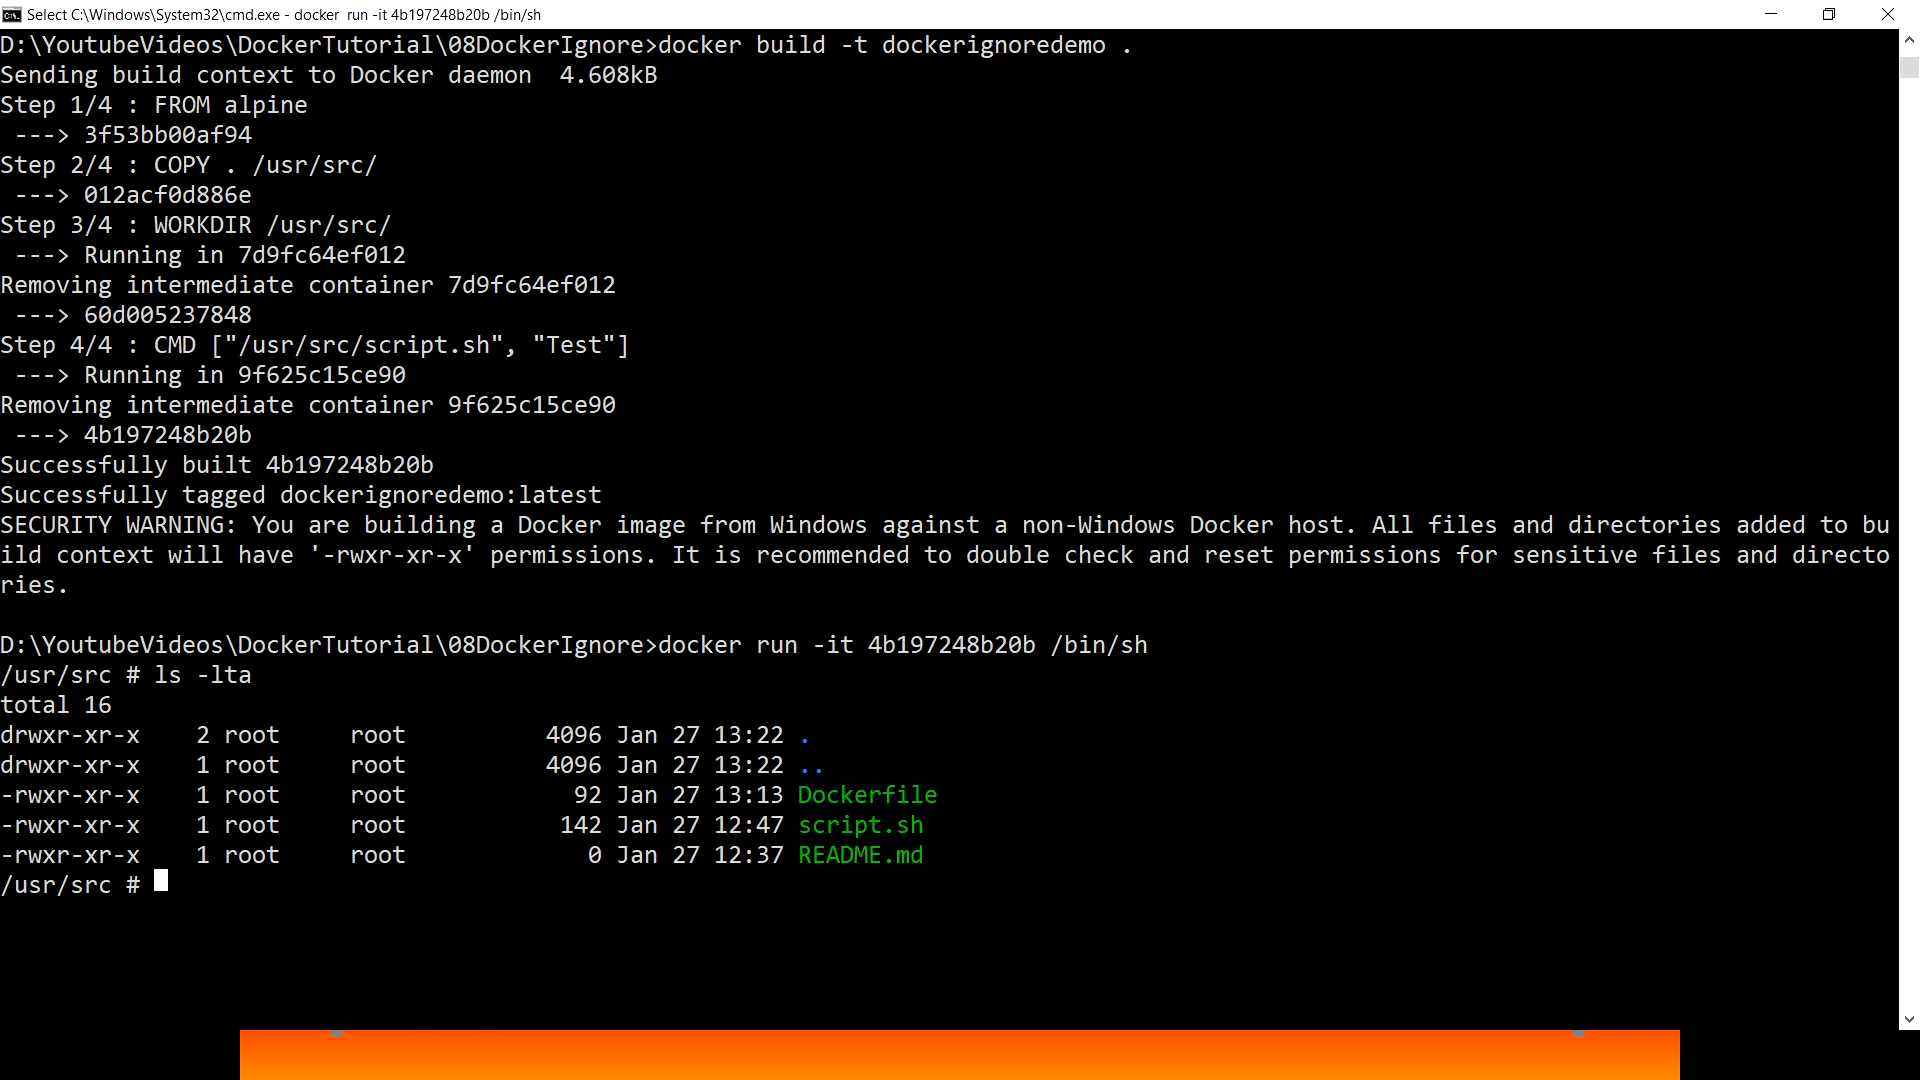 Select C:\Windows\System32\cmd.exe - docker  run -it 4b197248b20b /bin/sh
D:\YoutubeVideos\DockerTutorial\08DockerIgnore>docker build -t dockerignoredemo .
Sending build context to Docker daemon  4.608kB
Step 1/4 : FROM alpine
 ---> 3f53bb00af94
Step 2/4 : COPY . /usr/src/
 ---> 012acf0d886e
Step 3/4 : WORKDIR /usr/src/
 ---> Running in 7d9fc64ef012
Removing intermediate container 7d9fc64ef012
 ---> 60d005237848
Step 4/4 : CMD ["/usr/src/script.sh", "Test"]
 ---> Running in 9f625c15ce90
Removing intermediate container 9f625c15ce90
 ---> 4b197248b20b
Successfully built 4b197248b20b
Successfully tagged dockerignoredemo:latest
SECURITY WARNING: You are building a Docker image from Windows against a non-Windows Docker host. All files and directories added to bu
ild context will have '-rwxr-xr-x' permissions. It is recommended to double check and reset permissions for sensitive files and directo
ries.
D:\YoutubeVideos\DockerTutorial\08DockerIgnore>docker run -it 4b197248b20b /bin/sh
/usr/src # ls -lta
total 16
drwxr-xr-x    2 root     root          4096 Jan 27 13:22 .
drwxr-xr-x    1 root     root          4096 Jan 27 13:22 ..
-rwxr-xr-x    1 root     root            92 Jan 27 13:13 Dockerfile
-rwxr-xr-x    1 root     root           142 Jan 27 12:47 script.sh
-rwxr-xr-x    1 root     root             0 Jan 27 12:37 README.md
/usr/src #